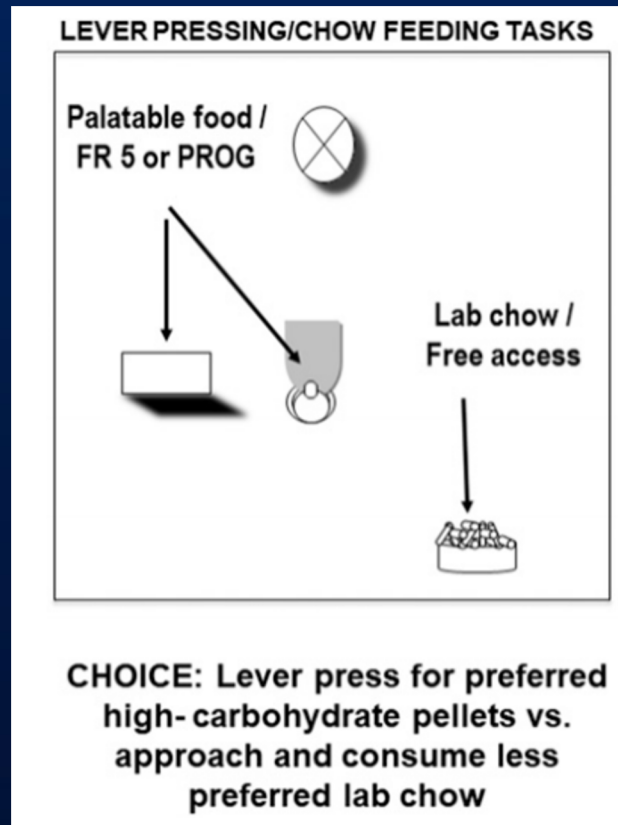 LEVER PRESSING/CHOW FEEDING TASKS
Palatable food /
FR 5 or PROG
Lab chow /
Free access
CHOICE: Lever press for preferred
high- carbohydrate pellets vs.
approach and consume less
preferred lab chow